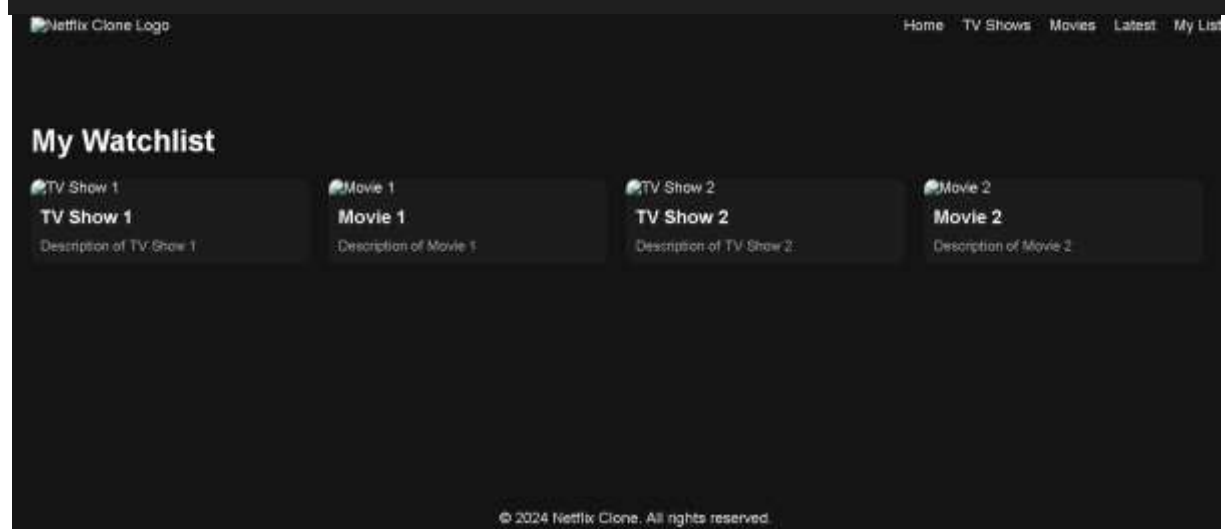 Netflix Clone Logo
Home TV Shows Movies Latest My List
My Watchlist
TV Show 1 Movie 1 TV Show 2 Movie 2
TV Show 1 Movie 1 TV Show 2 Movie 2
Description of TV Show 1 Description of Movie 1 Description of TV Show 2 Description of Movie 2
© 2024 Netflix Clone. All rights reserved.